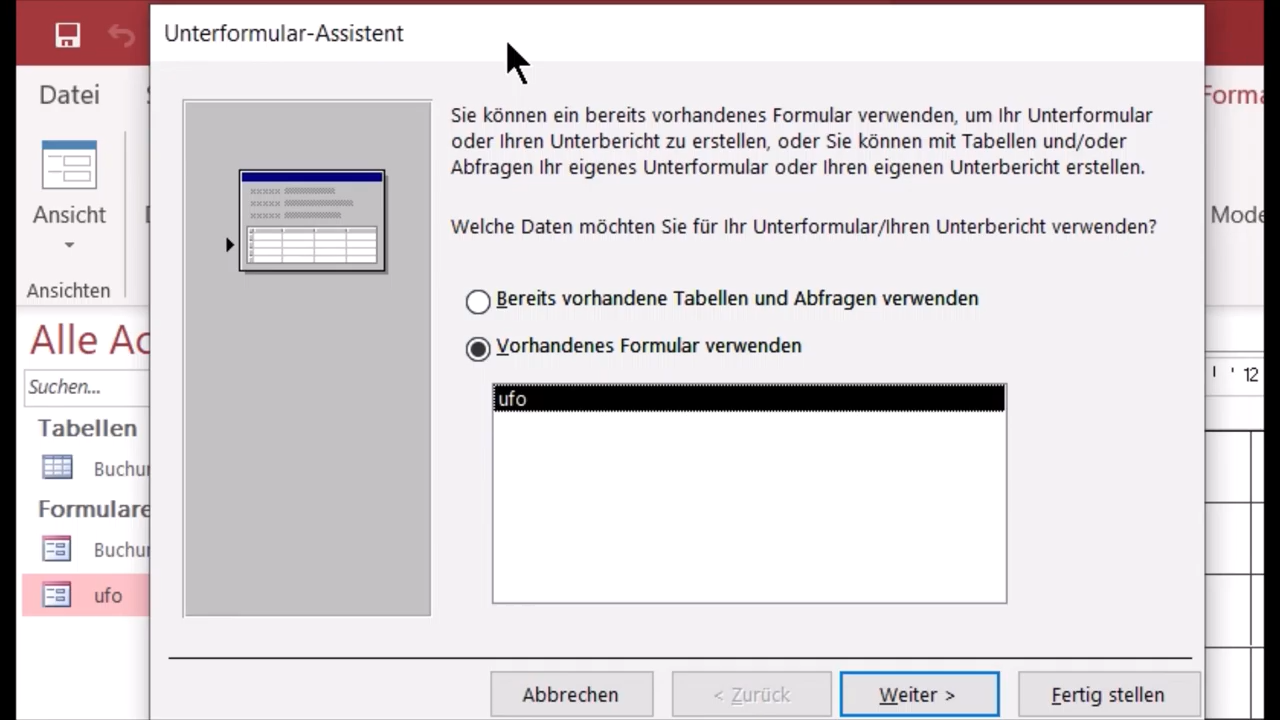 Unterformular-Assistent
Datei
Forma
Sie können ein bereits vorhandenes Formular verwenden, um Ihr Unterformular
oder Ihren Unterbericht zu erstellen, oder Sie können mit Tabellen und/oder
Abfragen Ihr eigenes Unterformular oder Ihren eigenen Unterbericht erstellen.
Ansicht
Mode
Welche Daten möchten Sie für Ihr Unterformular/Ihren Unterbericht verwenden?
Ansichten
Bereits vorhandene Tabellen und Abfragen verwenden
Alle Ac
Vorhandenes Formular verwenden
12
Suchen...
ufo
Tabellen
Buchu
Formulare
Buchu
ufo
Abbrechen
< Zurück
Weiter >
Fertig stellen